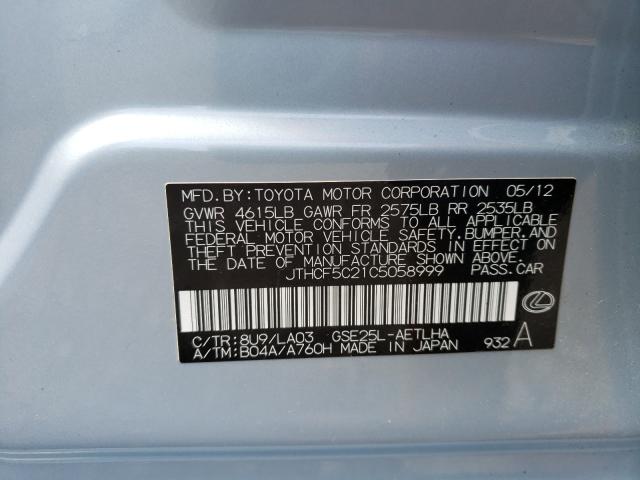 MFD.BY:TOYOTA MOTOR CORPORATION 05/12
GVWR 4615LB GAWR FR 2575LB RR 2535LB
THIS VEHICLE CONFORMS TO ALL APPLICABLE
FEDERAL MOTOR VEHICLE SAFETY,BUMPER,AND
THEFT PREVENTION STANDARDS IN EFFECT ON
THE DATE OF MANUFACTURE SHOWN ABOVE.
JTHCF5C21C5058999 PASS.CAR
C/TR:8U9/LA03 GSE25L-AETLHA
A/TM:B04A/A760H MADE IN JAPAN 932 A